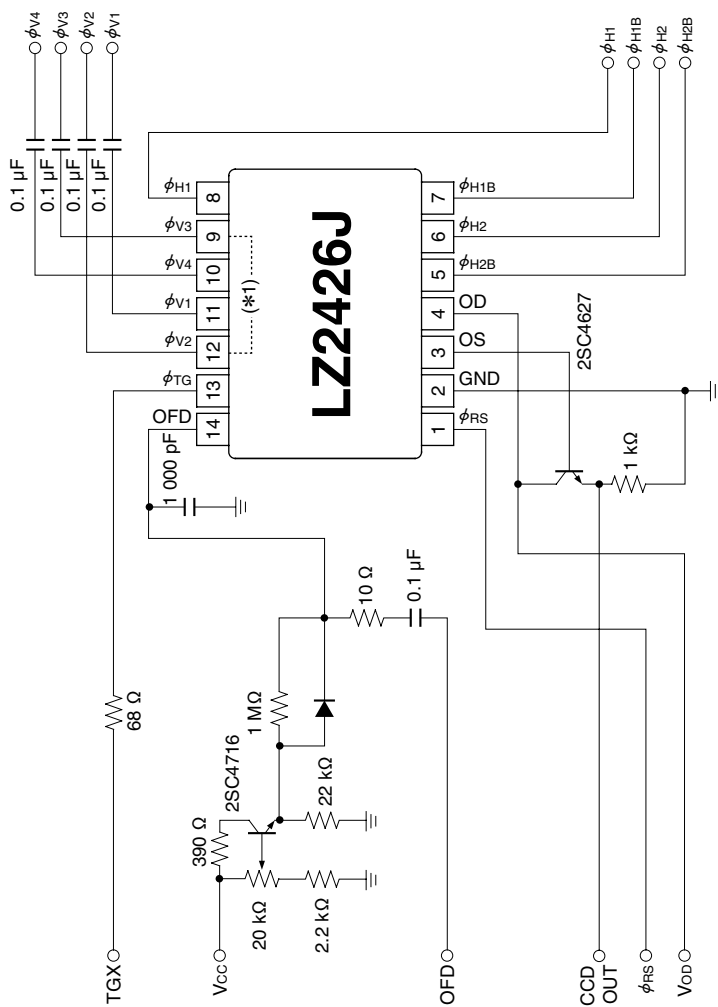 TGX
68 Ω
VCC
390 Ω
2SC4716
20 kΩ
2.2 kΩ
22 kΩ
1 MΩ
10 Ω
0.1 µF
OFD
1 000 pF
OFD
ϕTG
ϕV2
ϕV1
ϕV4
ϕV3
ϕH1
14
13
12
11
10
9
8
(*1)
LZ2426J
1
2
3
4
5
6
7
ϕRS
GND
OS
OD
ϕH2B
ϕH2
ϕH1B
0.1 µF
0.1 µF
0.1 µF
0.1 µF
ϕV4
ϕV3
ϕV2
ϕV1
ϕH1
ϕH1B
ϕH2
ϕH2B
2SC4627
1 kΩ
CCD
OUT
ϕRS
VOD